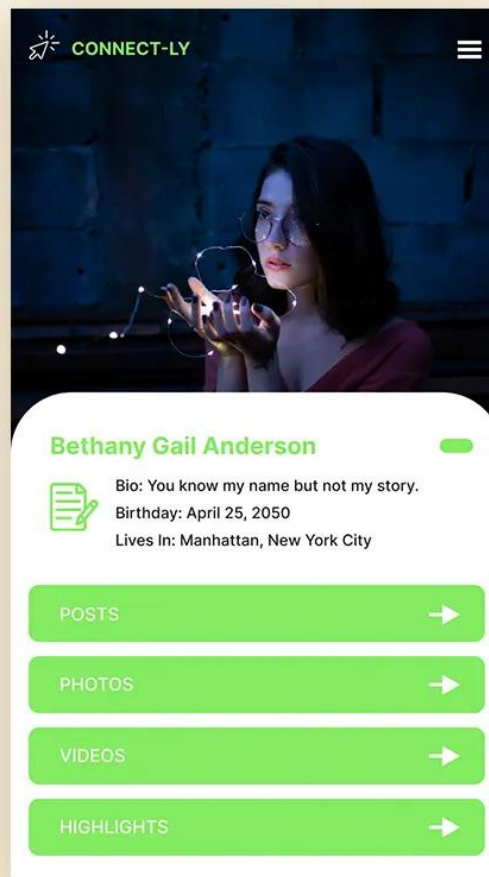 CONNECT-LY
Bethany Gail Anderson
Bio: You know my name but not my story.
Birthday: April 25, 2050
Lives In: Manhattan, New York City
POSTS
PHOTOS
VIDEOS
HIGHLIGHTS